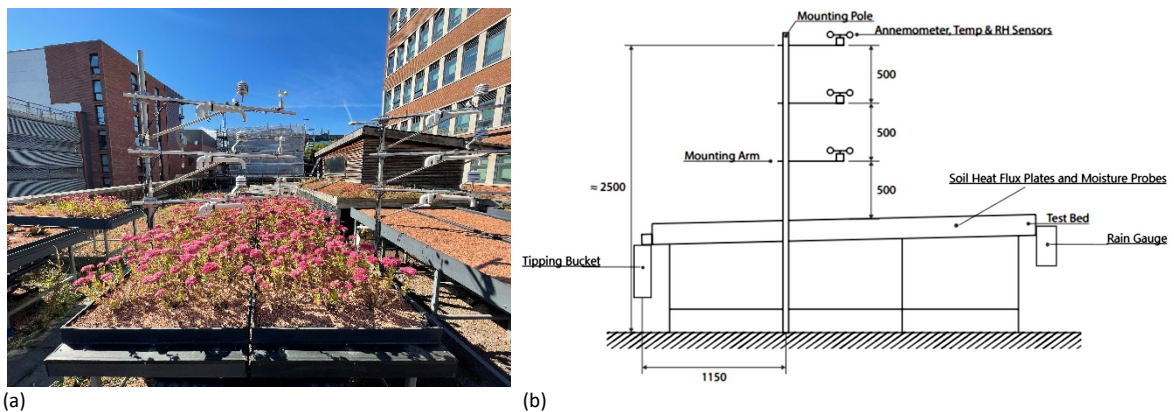 Mounting Pole
Annemometer, Temp & RH Sensors
500
500
Mounting Arm
500
≈ 2500
Soil Heat Flux Plates and Moisture Probes
Test Bed
Rain Gauge
Tipping Bucket
1150
(a)
(b)